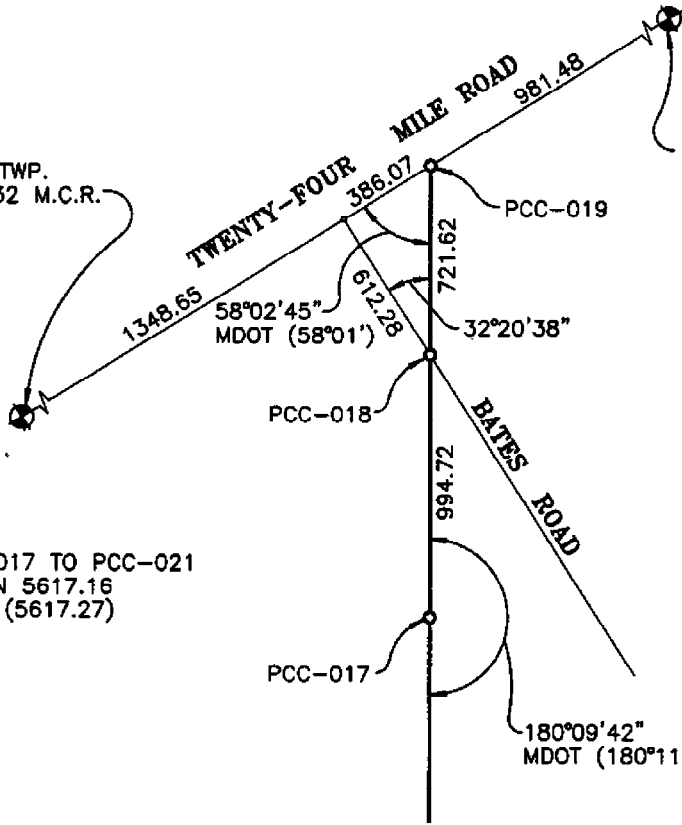 TWENTY-FOUR MILE ROAD
981.48
TWP.
32 M.C.R.
386.07
PCC-019
721.62
1348.65
58°02'45"
MDOT (58°01')
612.28
32°20'38"
PCC-018
BATES ROAD
994.72
017 TO PCC-021
N 5617.16
(5617.27)
PCC-017
180°09'42"
MDOT (180°11